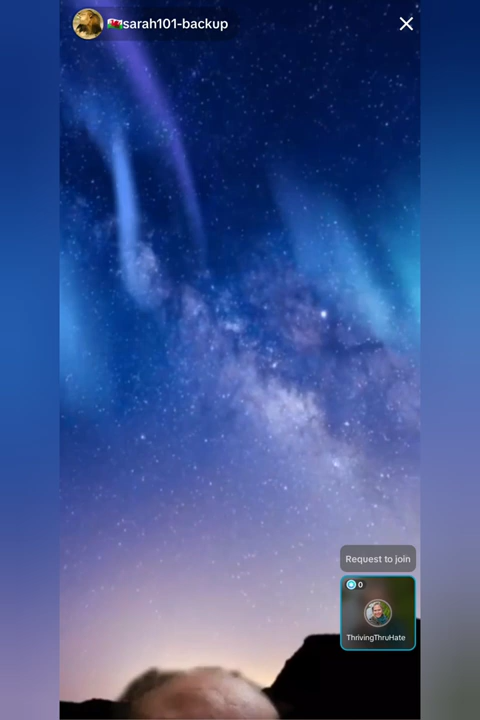 🏴󠁧󠁢󠁷󠁬󠁳󠁿sarah101-backup
Request to join
0
ThrivingThruHate